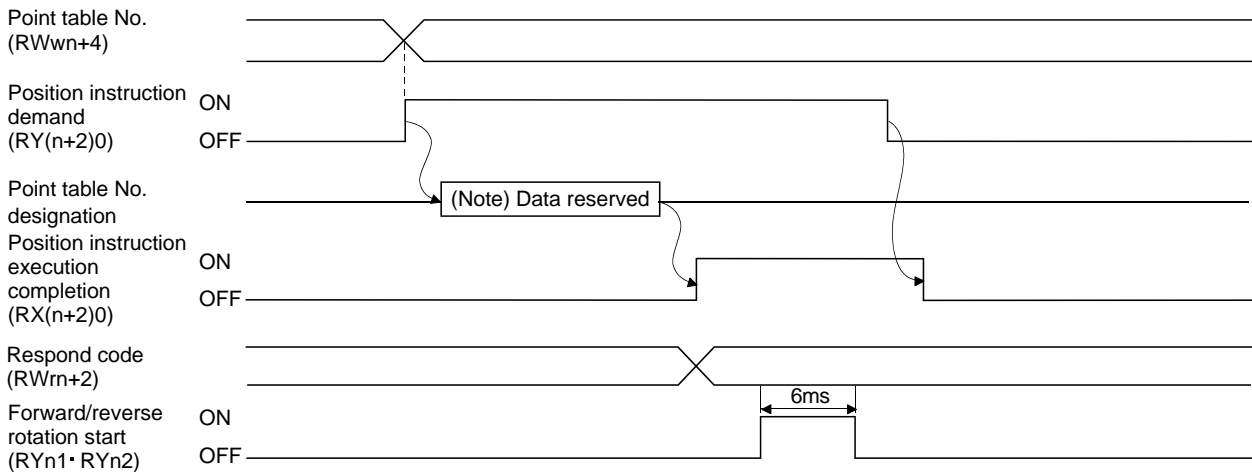 Point table No.
(RWwn+4)
Position instruction
demand
(RY(n+2)0)
ON
OFF
Point table No.
designation
(Note) Data reserved
Position instruction
execution
completion
(RX(n+2)0)
ON
OFF
Respond code
(RWrn+2)
6ms
Forward/reverse
rotation start
(RYn1・RYn2)
ON
OFF